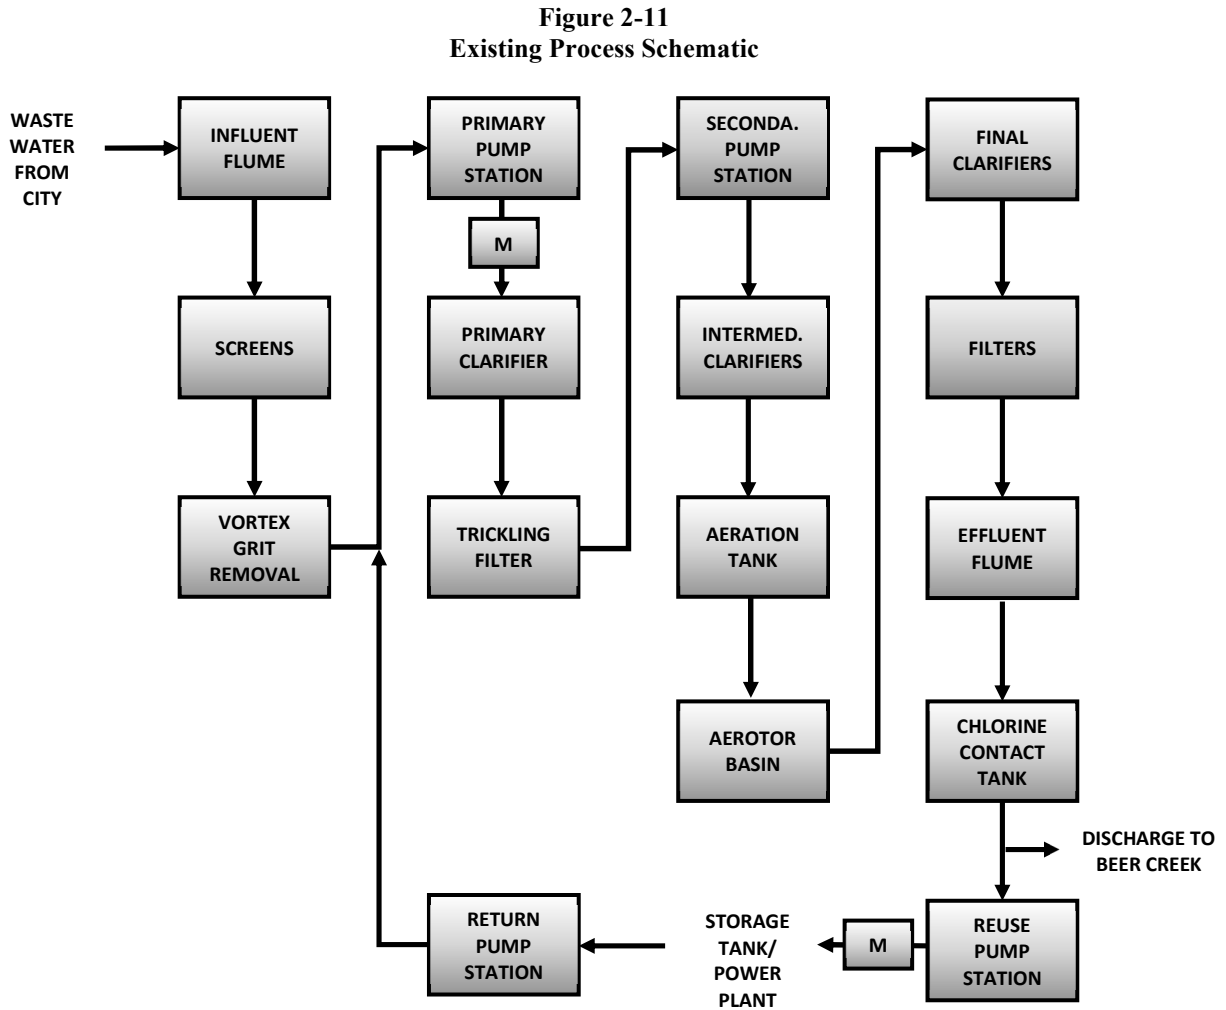 Figure 2-11
Existing Process Schematic
WASTE
WATER
FROM
CITY
INFLUENT
FLUME
SCREENS
VORTEX
GRIT
REMOVAL
PRIMARY
PUMP
STATION
M
PRIMARY
CLARIFIER
TRICKLING
FILTER
SECONDA.
PUMP
STATION
INTERMED.
CLARIFIERS
AERATION
TANK
AEROTOR
BASIN
FINAL
CLARIFIERS
FILTERS
EFFLUENT
FLUME
CHLORINE
CONTACT
TANK
DISCHARGE TO
BEER CREEK
REUSE
PUMP
STATION
M
STORAGE
TANK/
POWER
PLANT
RETURN
PUMP
STATION